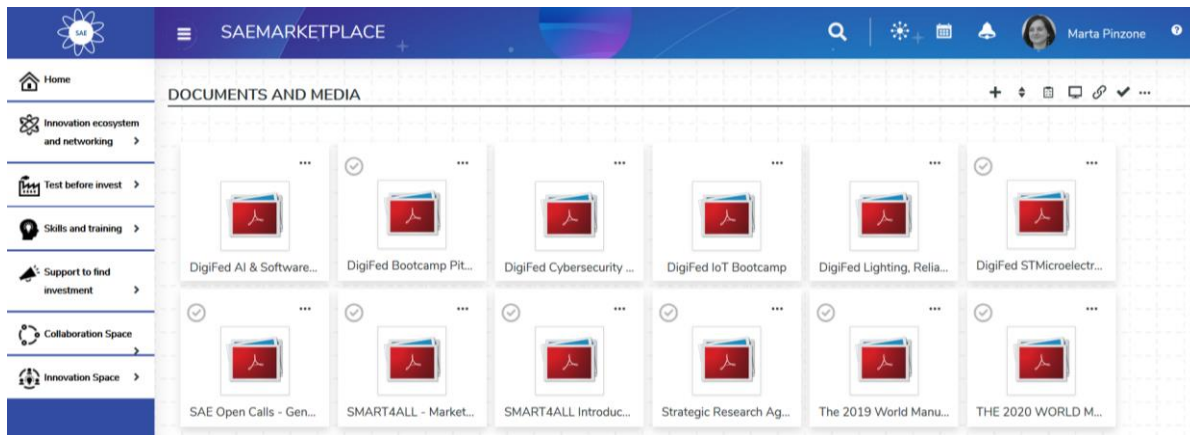 SAE
SAEMARKETPLACE
Marta Pinzone
?
Home
Innovation ecosystem
and networking >
Test before invest >
Skills and training >
Support to find
investment >
Collaboration Space
>
Innovation Space >
DOCUMENTS AND MEDIA
DigiFed AI & Software...
DigiFed Bootcamp Pit...
DigiFed Cybersecurity ...
DigiFed IoT Bootcamp
DigiFed Lighting, Relia...
DigiFed STMicroelectr...
SAE Open Calls - Gen...
SMART4ALL - Market...
SMART4ALL Introduc...
Strategic Research Ag...
The 2019 World Manu...
THE 2020 WORLD M...